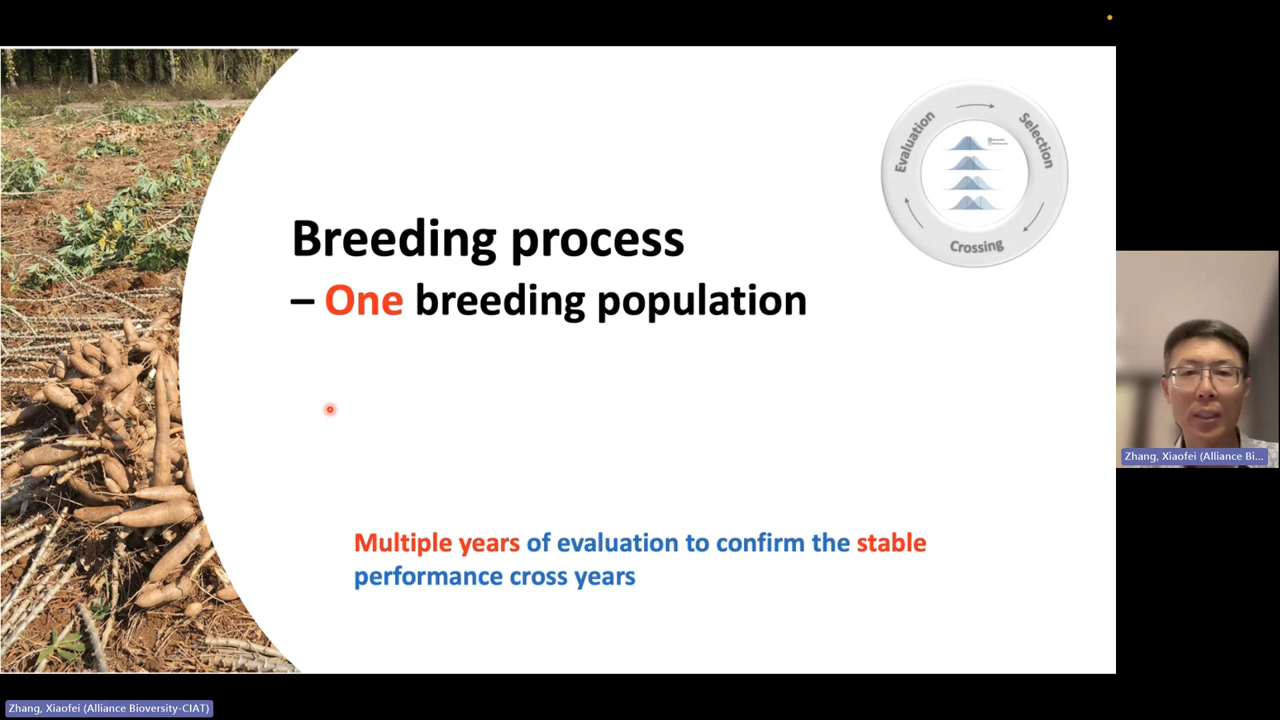 Evaluation
Selection
Crossing
Breeding process
– One breeding population
Multiple years of evaluation to confirm the stable
performance cross years
Zhang, Xiaofei (Alliance Bi...
Zhang, Xiaofei (Alliance Bioversity-CIAT)